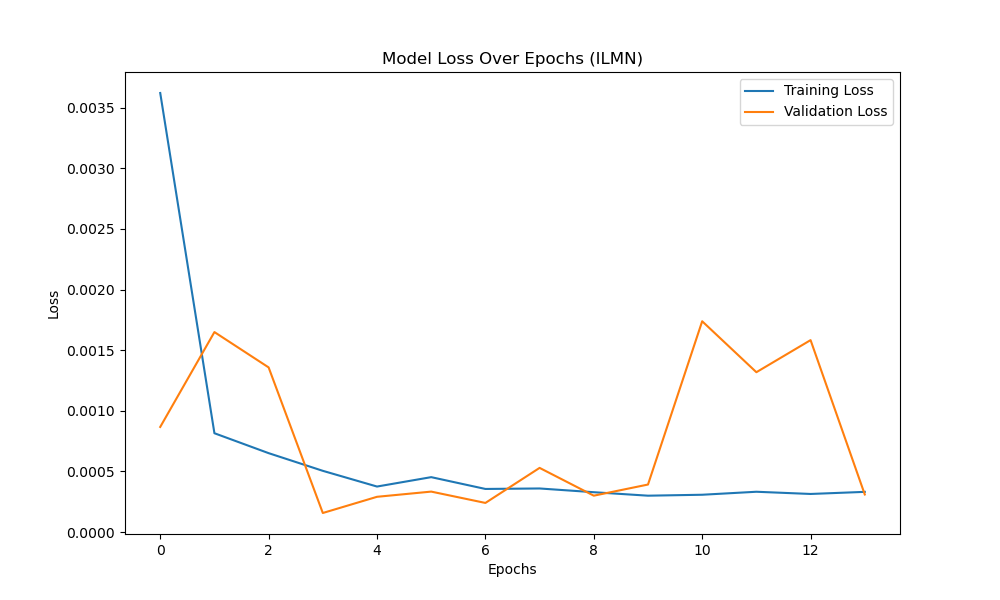 Model Loss Over Epochs (ILMN)
Training Loss
Validation Loss
0.0035
0.0030
0.0025
0.0020
0.0015
0.0010
0.0005
0.0000
Loss
0 2 4 6 8 10 12
Epochs